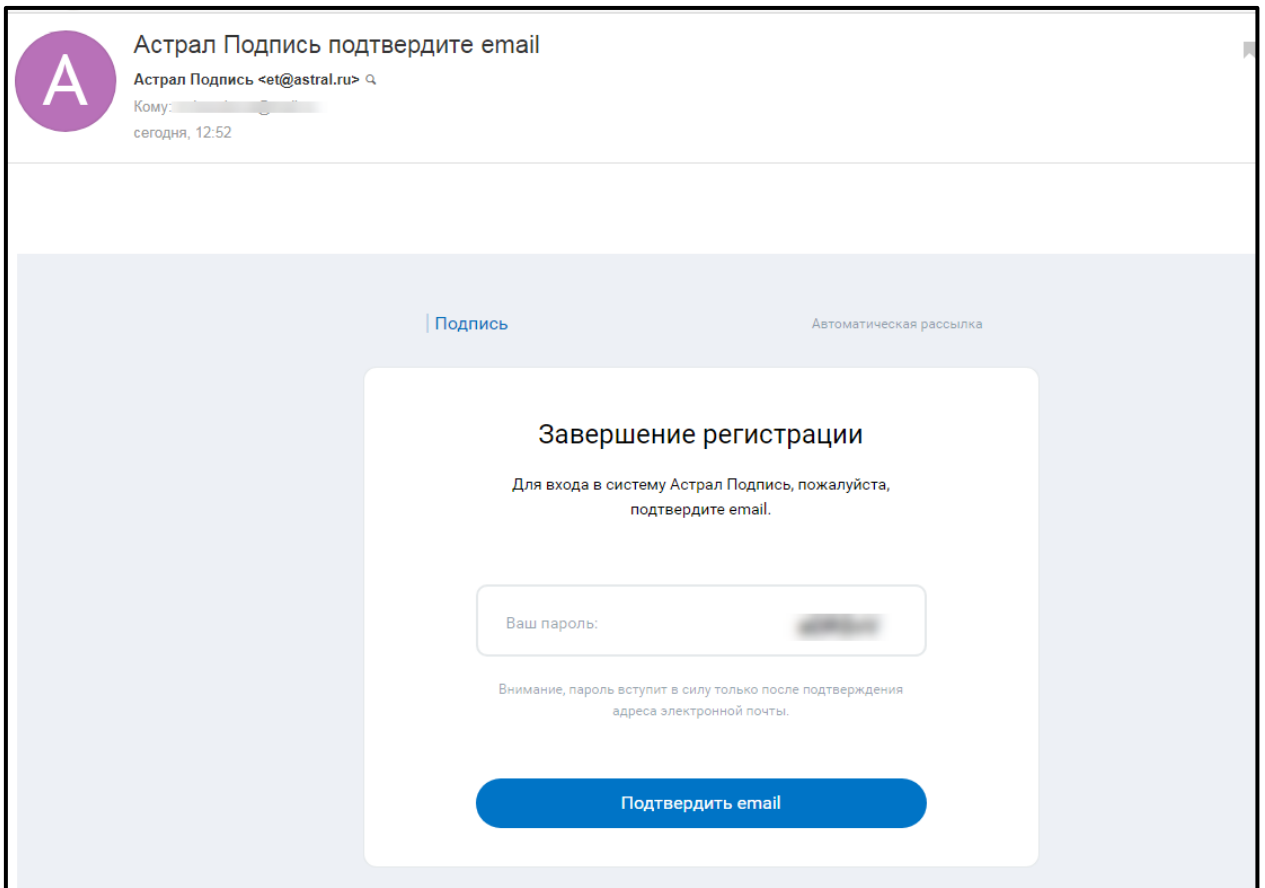 А
Астрал Подпись подтвердите email
Астрал Подпись <et@astral.ru>
Кому:
сегодня, 12:52
Подпись
Автоматическая рассылка
Завершение регистрации
Для входа в систему Астрал Подпись, пожалуйста,
подтвердите email.
Ваш пароль:
Внимание, пароль вступит в силу только после подтверждения
адреса электронной почты.
Подтвердить email